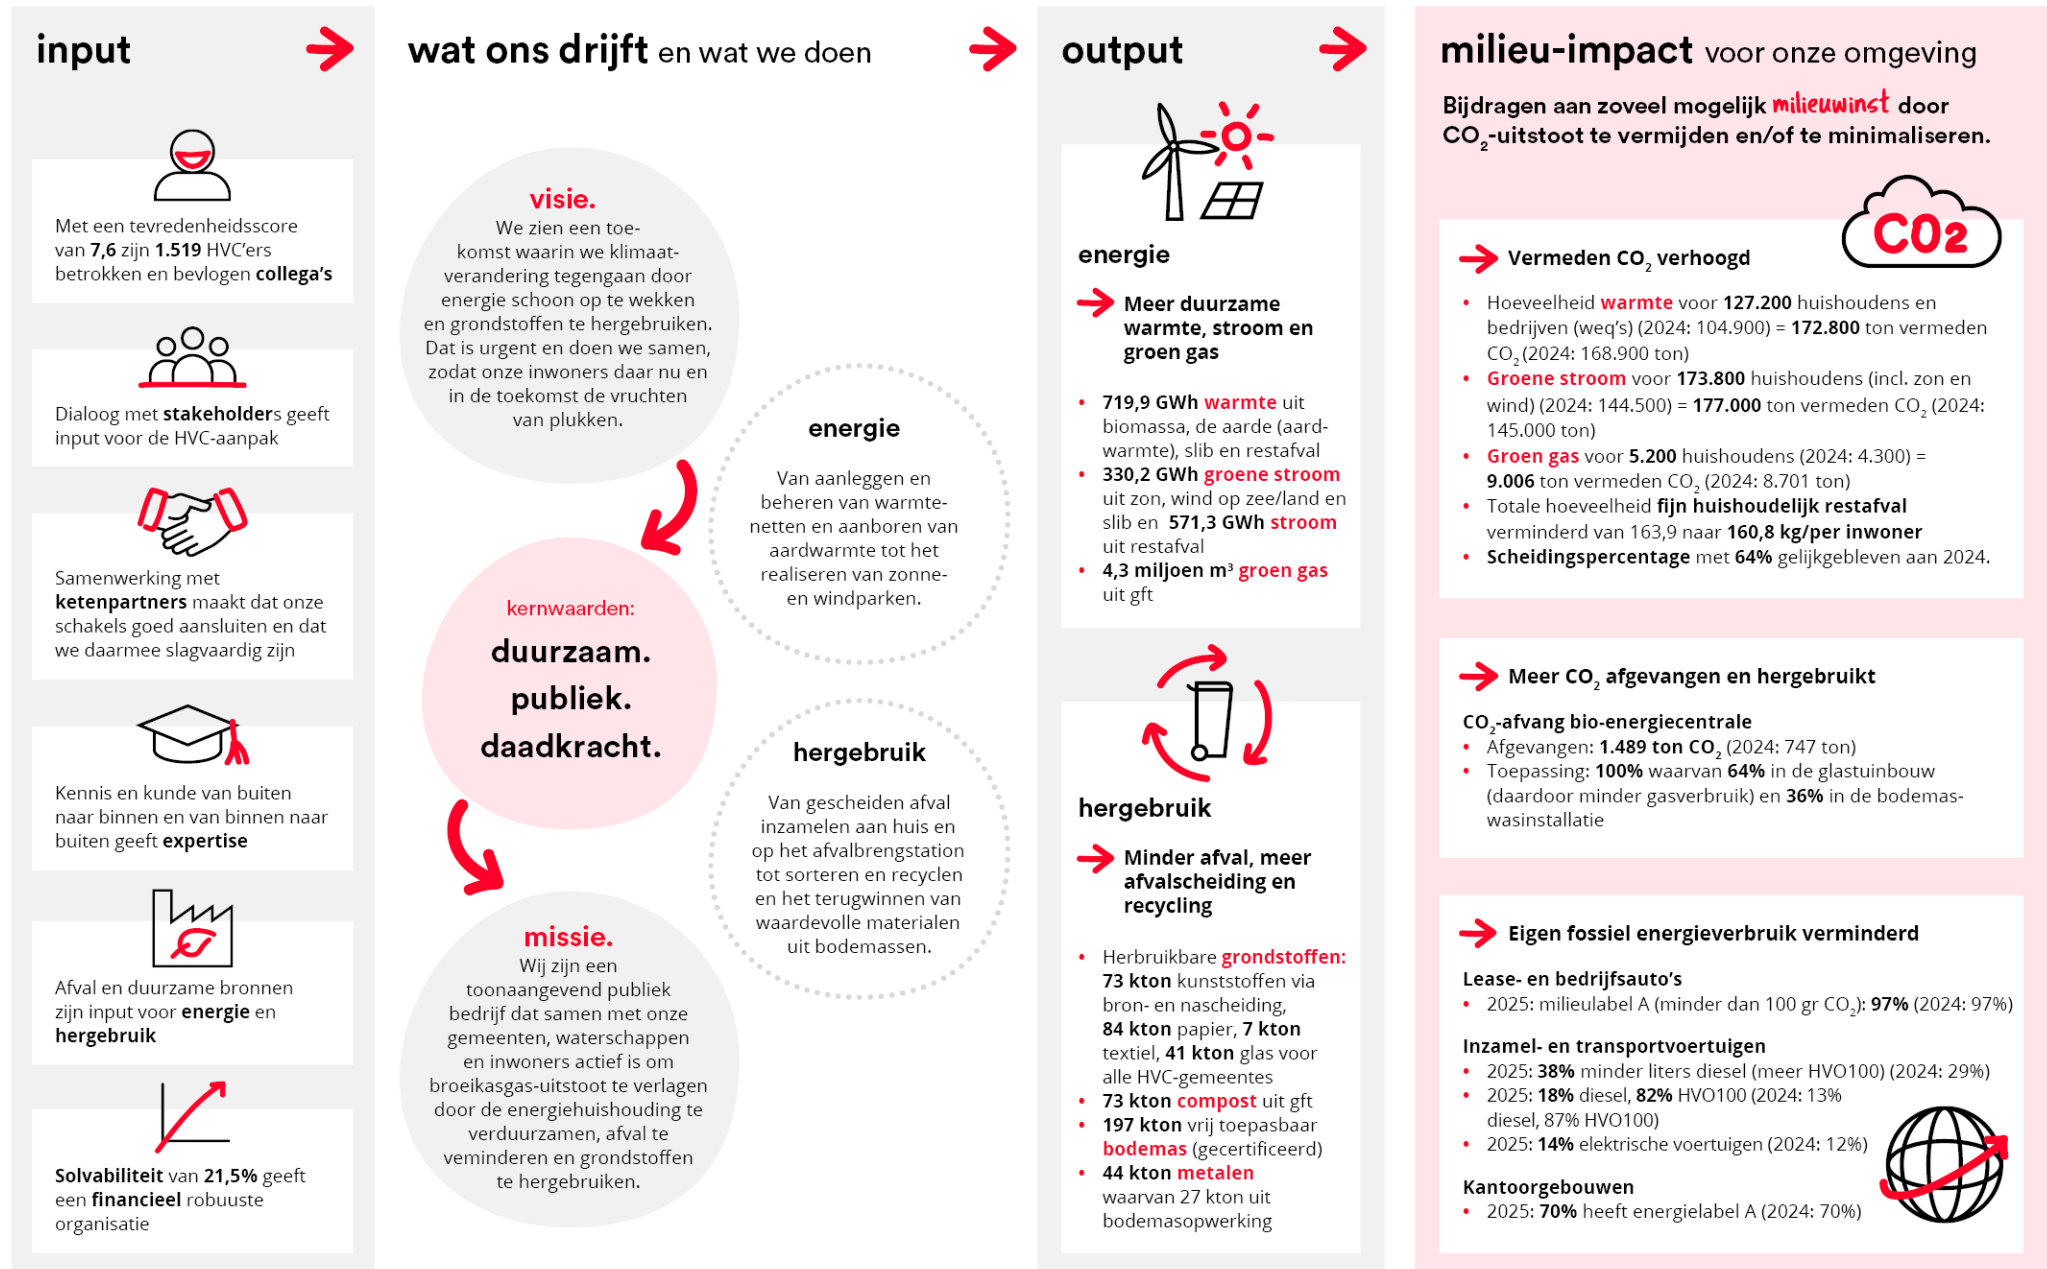 input
Met een tevredenheidsscore
van 7,6 zijn 1.519 HVC'ers
betrokken en bevlogen collega's
Dialoog met stakeholders geeft
input voor de HVC-aanpak
Samenwerking met
ketenpartners maakt dat onze
schakels goed aansluiten en dat
we daarmee slagvaardig zijn
Kennis en kunde van buiten
naar binnen en van binnen naar
buiten geeft expertise
Afval en duurzame bronnen
zijn input voor energie en
hergebruik
Solvabiliteit van 21,5% geeft
een financieel robuuste
organisatie
wat ons drijft en wat we doen
visie.
We zien een toe-
komst waarin we klimaat-
verandering tegengaan door
energie schoon op te wekken
en grondstoffen te hergebruiken.
Dat is urgent en doen we samen,
zodat onze inwoners daar nu en
in de toekomst de vruchten
van plukken.
kernwaarden:
duurzaam.
publiek.
daadkracht.
missie.
Wij zijn een
toonaangevend publiek
bedrijf dat samen met onze
gemeenten, waterschappen
en inwoners actief is om
broeikasgas-uitstoot te verlagen
door de energiehuishouding te
verduurzamen, afval te
veminderen en grondstoffen
te hergebruiken.
energie
Van aanleggen en
beheren van warmte-
netten en aanboren van
aardwarmte tot het
realiseren van zonne-
en windparken.
hergebruik
Van gescheiden afval
inzamelen aan huis en
op het afvalbrengstation
tot sorteren en recyclen
en het terugwinnen van
waardevolle materialen
uit bodemassen.
output
energie
Meer duurzame
warmte, stroom en
groen gas
• 719,9 GWh warmte uit
biomassa, de aarde (aard-
warmte), slib en restafval
• 330,2 GWh groene stroom
uit zon, wind op zee/land en
slib en 571,3 GWh stroom
uit restafval
• 4,3 miljoen m³ groen gas
uit gft
hergebruik
Minder afval, meer
afvalscheiding en
recycling
• Herbruikbare grondstoffen:
73 kton kunststoffen via
bron- en nascheiding,
84 kton papier, 7 kton
textiel, 41 kton glas voor
alle HVC-gemeentes
• 73 kton compost uit gft
• 197 kton vrij toepasbaar
bodemas (gecertificeerd)
• 44 kton metalen
waarvan 27 kton uit
bodemasopwerking
milieu-impact voor onze omgeving
Bijdragen aan zoveel mogelijk milieuwinst door
CO₂-uitstoot te vermijden en/of te minimaliseren.
CO2
Vermeden CO₂ verhoogd
• Hoeveelheid warmte voor 127.200 huishoudens en
bedrijven (weq's) (2024: 104.900) = 172.800 ton vermeden
CO₂ (2024: 168.900 ton)
• Groene stroom voor 173.800 huishoudens (incl. zon en
wind) (2024: 144.500) = 177.000 ton vermeden CO₂ (2024:
145.000 ton)
• Groen gas voor 5.200 huishoudens (2024: 4.300) =
9.006 ton vermeden CO₂ (2024: 8.701 ton)
• Totale hoeveelheid fijn huishoudelijk restafval
verminderd van 163,9 naar 160,8 kg/per inwoner
• Scheidingspercentage met 64% gelijkgebleven aan 2024.
Meer CO₂ afgevangen en hergebruikt
CO₂-afvang bio-energiecentrale
• Afgevangen: 1.489 ton CO₂ (2024: 747 ton)
• Toepassing: 100% waarvan 64% in de glastuinbouw
(daardoor minder gasverbruik) en 36% in de bodemas-
wasinstallatie
Eigen fossiel energieverbruik verminderd
Lease- en bedrijfsauto's
• 2025: milieulabel A (minder dan 100 gr CO₂): 97% (2024: 97%)
Inzamel- en transportvoertuigen
• 2025: 38% minder liters diesel (meer HVO100) (2024: 29%)
• 2025: 18% diesel, 82% HVO100 (2024: 13%
diesel, 87% HVO100)
• 2025: 14% elektrische voertuigen (2024: 12%)
Kantoorgebouwen
• 2025: 70% heeft energielabel A (2024: 70%)